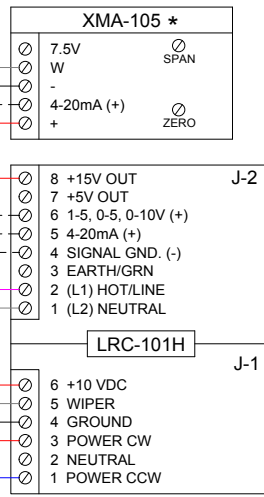 XMA-105 *
7.5V
W
-
4-20mA (+)
+
SPAN
ZERO
J-2
8 +15V OUT
7 +5V OUT
6 1-5, 0-5, 0-10V (+)
5 4-20mA (+)
4 SIGNAL GND. (-)
3 EARTH/GRN
2 (L1) HOT/LINE
1 (L2) NEUTRAL
LRC-101H
J-1
6 +10 VDC
5 WIPER
4 GROUND
3 POWER CW
2 NEUTRAL
1 POWER CCW